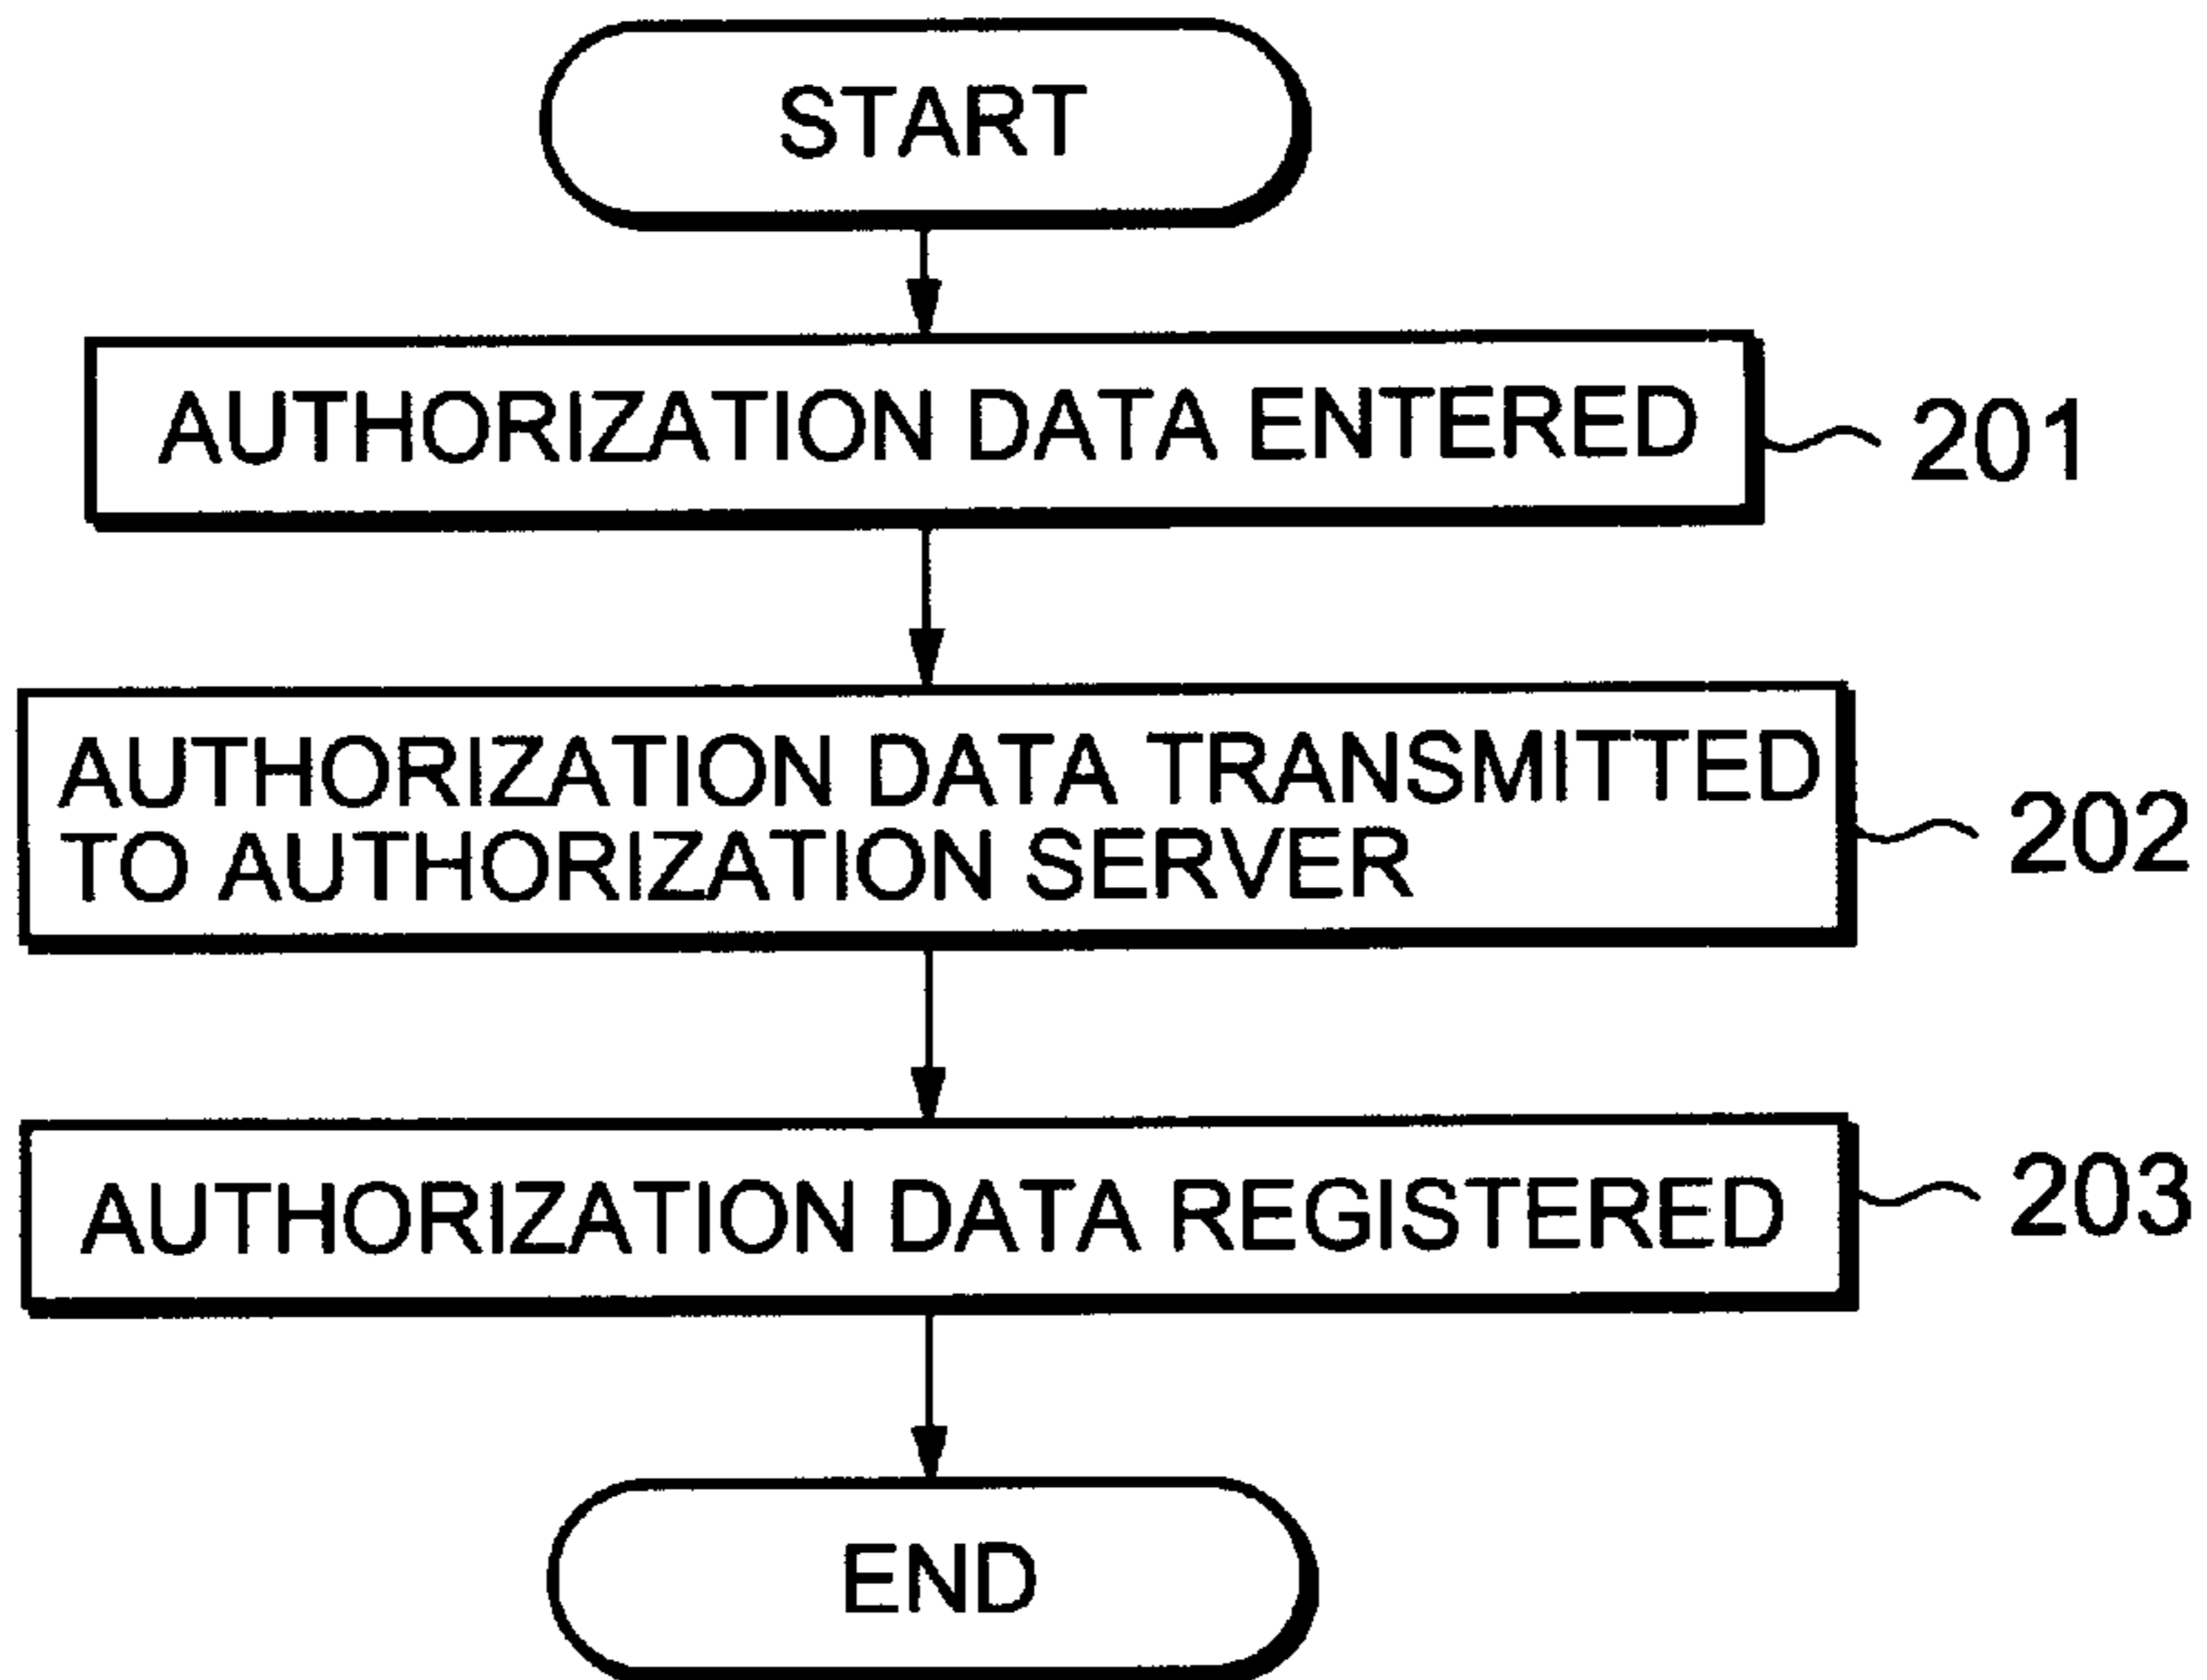 START
AUTHORIZATION DATA ENTERED
201
AUTHORIZATION DATA TRANSMITTED
TO AUTHORIZATION SERVER
202
AUTHORIZATION DATA REGISTERED
203
END